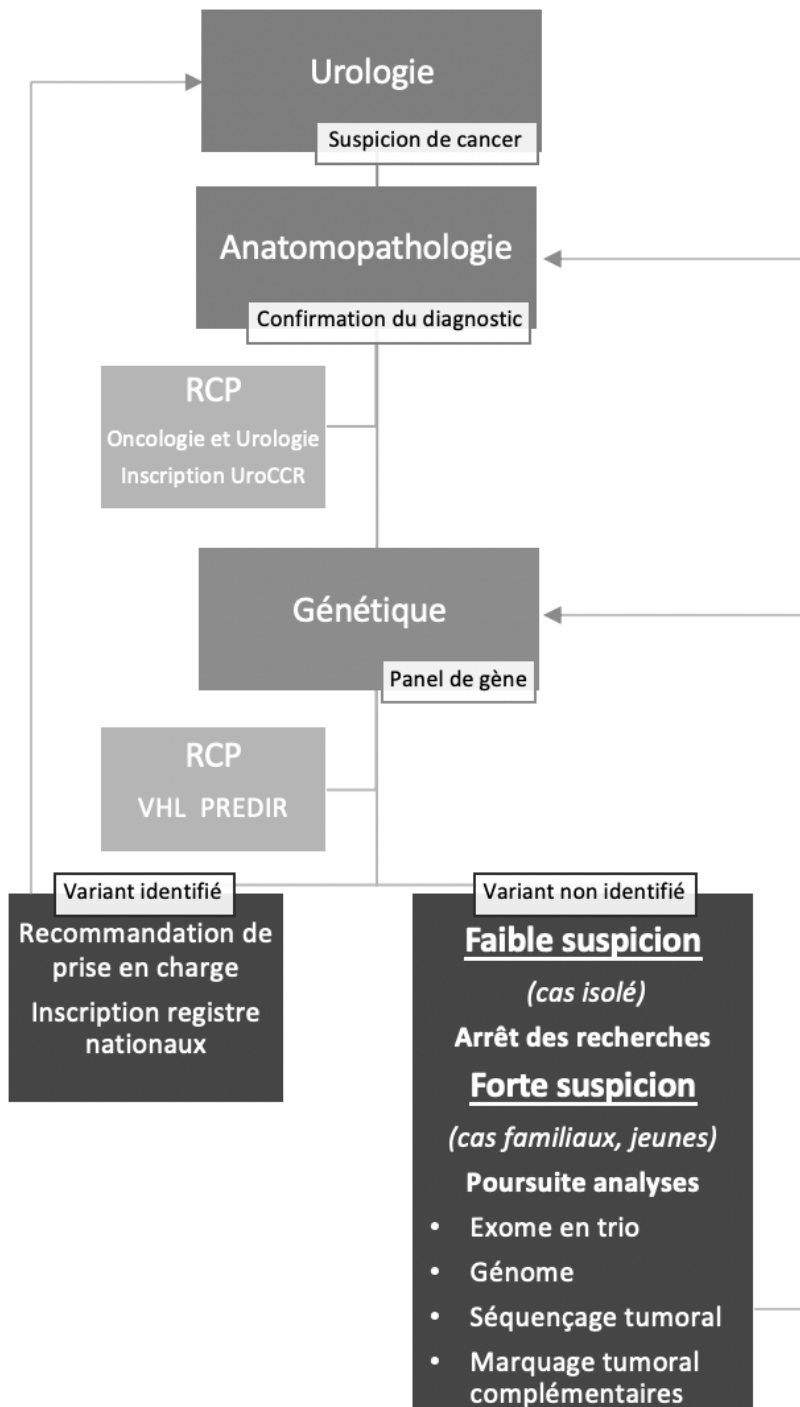 Urologie
Suspicion de cancer
Anatomopathologie
Confirmation du diagnostic
RCP
Oncologie et Urologie
Inscription UroCCR
Génétique
Panel de gène
RCP
VHL PREDIR
Variant identifié
Recommandation de
prise en charge
Inscription registre
nationaux
Variant non identifié
Faible suspicion
(cas isolé)
Arrêt des recherches
Forte suspicion
(cas familiaux, jeunes)
Poursuite analyses
• Exome en trio
• Génome
• Séquençage tumoral
• Marquage tumoral
complémentaires